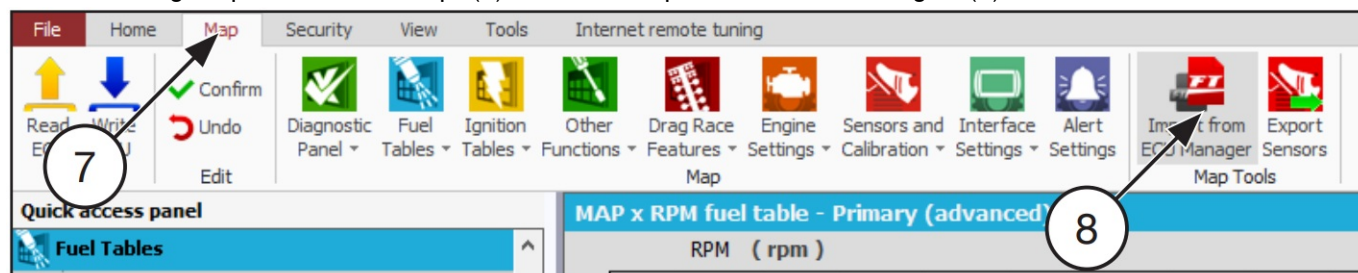 File Home Map Security View Tools Internet remote tuning
Confirm
Undo
Read
Write
Diagnostic Panel
Fuel Tables
Ignition Tables
Other Functions
Drag Race Features
Engine Settings
Sensors and Calibration
Interface Settings
Alert Settings
Import from ECU Manager
Export Sensors
FT
7
8
Edit Map Map Tools
Quick access panel
MAP x RPM fuel table - Primary (advanced)
Fuel Tables
RPM ( rpm )